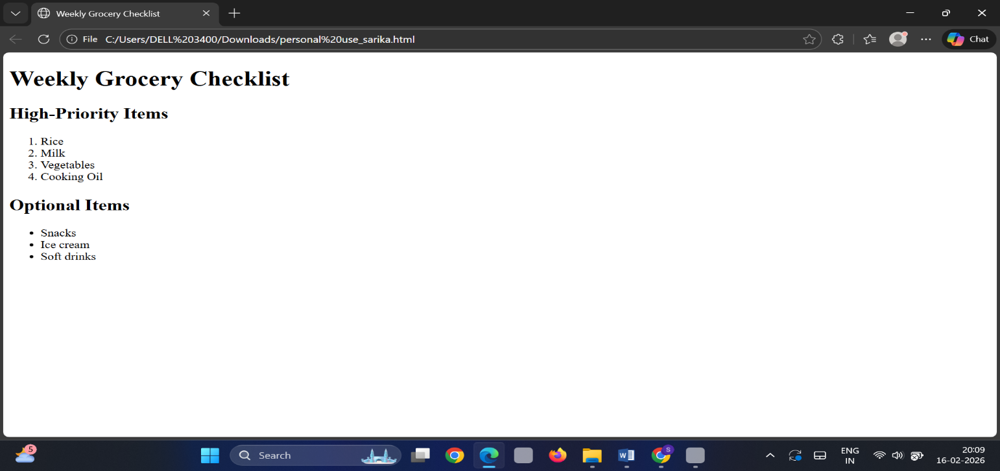 Weekly Grocery Checklist
File C:/Users/DELL%203400/Downloads/personal%20use_sarika.html
Chat
Weekly Grocery Checklist
High-Priority Items
1. Rice
2. Milk
3. Vegetables
4. Cooking Oil
Optional Items
• Snacks
• Ice cream
• Soft drinks
5
Search
W
S
ENG
IN
20:09
16-02-2026